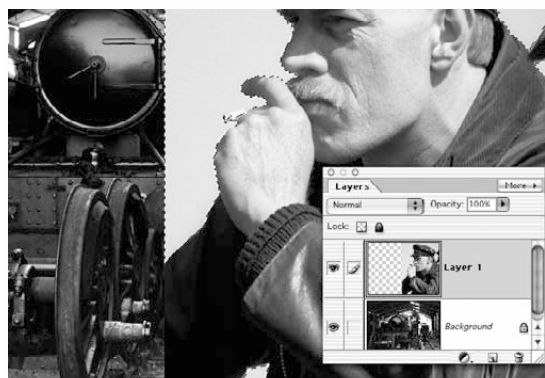 Layers
More
Normal
Opacity: 100%
Lock:
Layer 1
Background